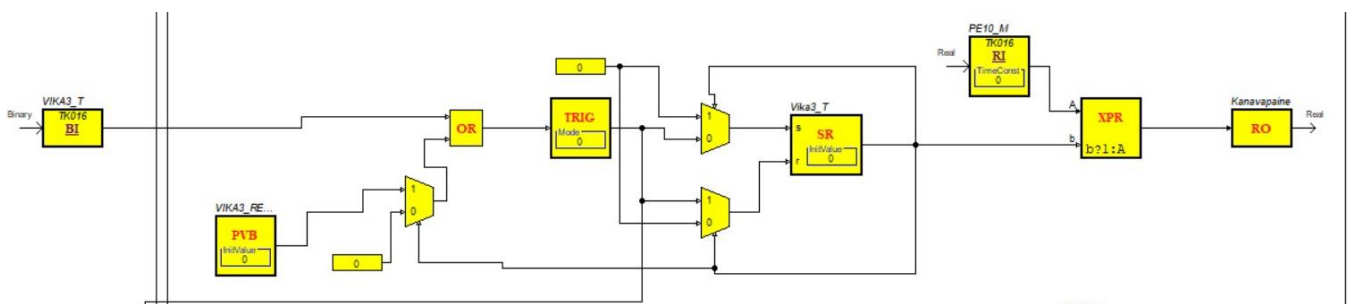 VIKA3_T
Binary
TK016
BI
VIKA3_RE...
PVB
InitValue
0
1
0
0
OR
TRIG
Mode
0
0
1
0
1
0
Vika3_T
s
r
SR
InitValue
0
PE10_M
Real
TK016
RI
TimeConst
0
A
b
XPR
b?1:A
Kanavapaine
RO
Real